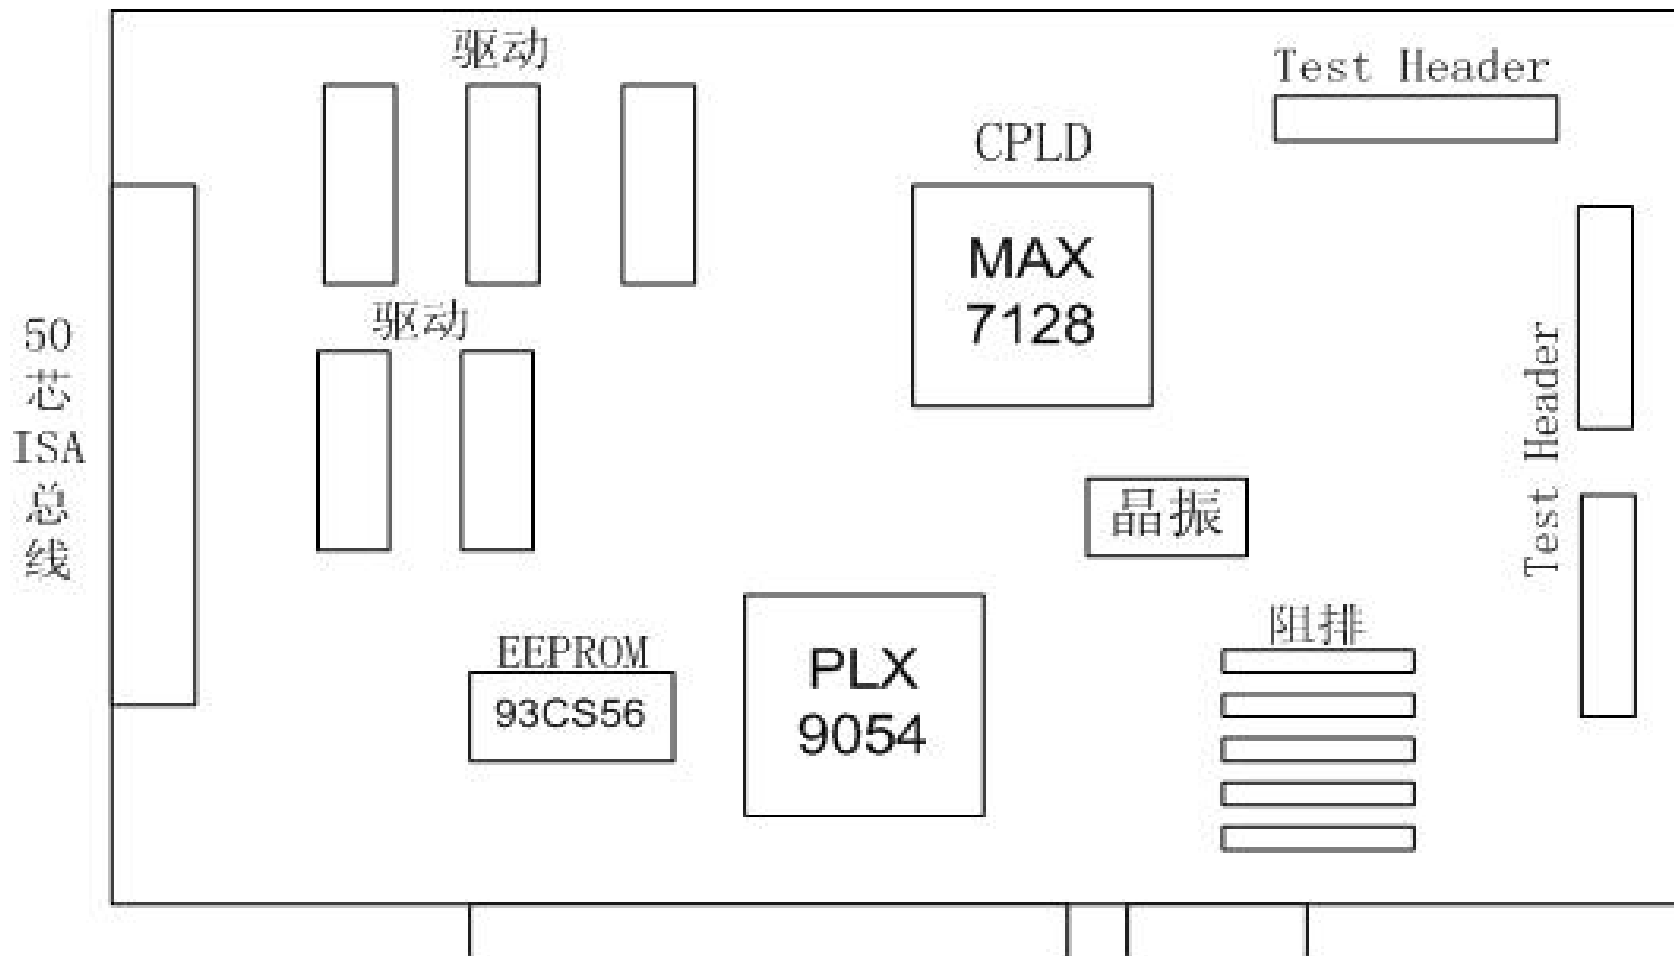 驱动
Test Header
CPLD
MAX
7128
驱动
50
芯
ISA
总
线
Test Header
晶振
阻排
EEPROM
93CS56
PLX
9054